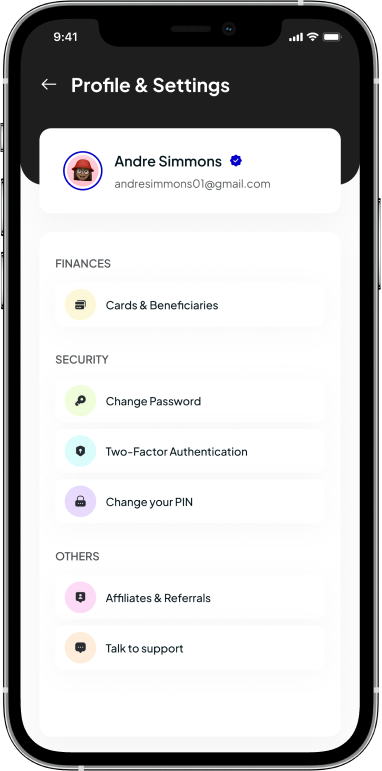 9:41
Profile & Settings
Andre Simmons
andresimmons01@gmail.com
FINANCES
Cards & Beneficiaries
SECURITY
Change Password
Two-Factor Authentication
Change your PIN
OTHERS
Affiliates & Referrals
Talk to support